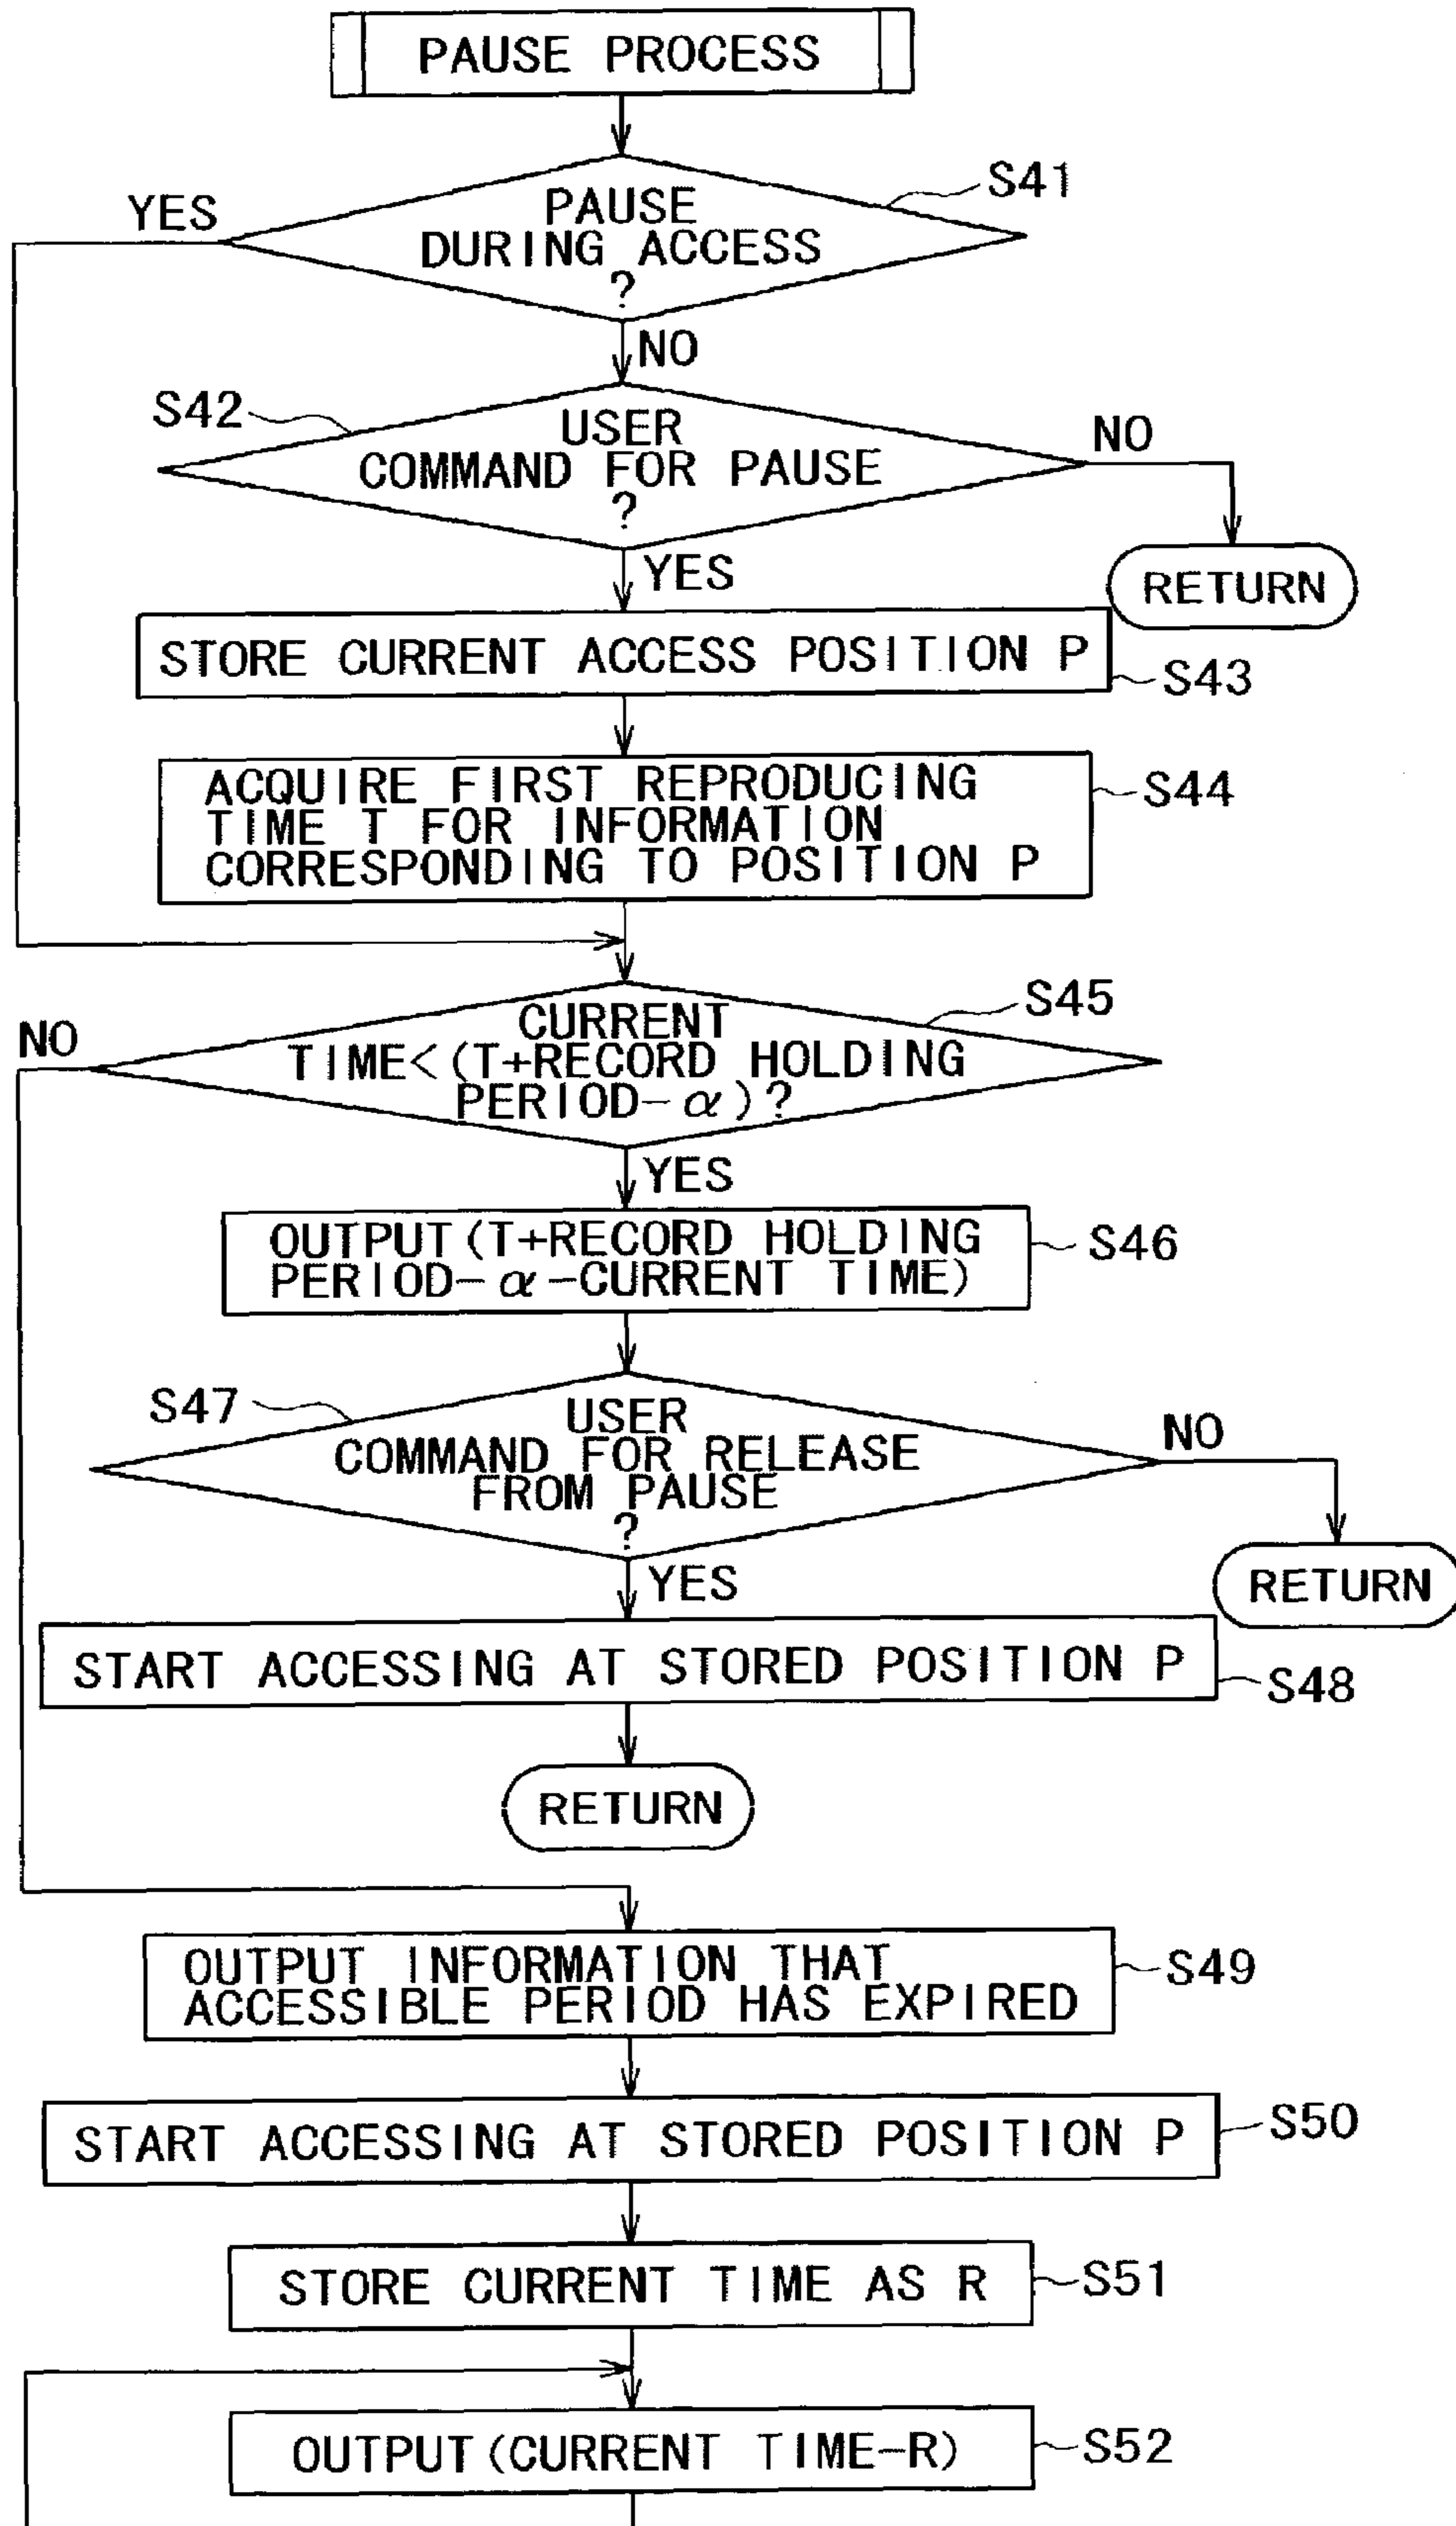 PAUSE PROCESS
S41
YES
PAUSE
DURING ACCESS
?
NO
S42
USER
COMMAND FOR PAUSE
?
NO
YES
RETURN
STORE CURRENT ACCESS POSITION P
S43
ACQUIRE FIRST REPRODUCING
TIME T FOR INFORMATION
CORRESPONDING TO POSITION P
S44
S45
NO
CURRENT
TIME<(T+RECORD HOLDING
PERIOD-α)?
YES
OUTPUT(T+RECORD HOLDING
PERIOD-α-CURRENT TIME)
S46
S47
USER
COMMAND FOR RELEASE
FROM PAUSE
?
NO
YES
RETURN
START ACCESSING AT STORED POSITION P
S48
RETURN
OUTPUT INFORMATION THAT
ACCESSIBLE PERIOD HAS EXPIRED
S49
START ACCESSING AT STORED POSITION P
S50
STORE CURRENT TIME AS R
S51
OUTPUT(CURRENT TIME-R)
S52